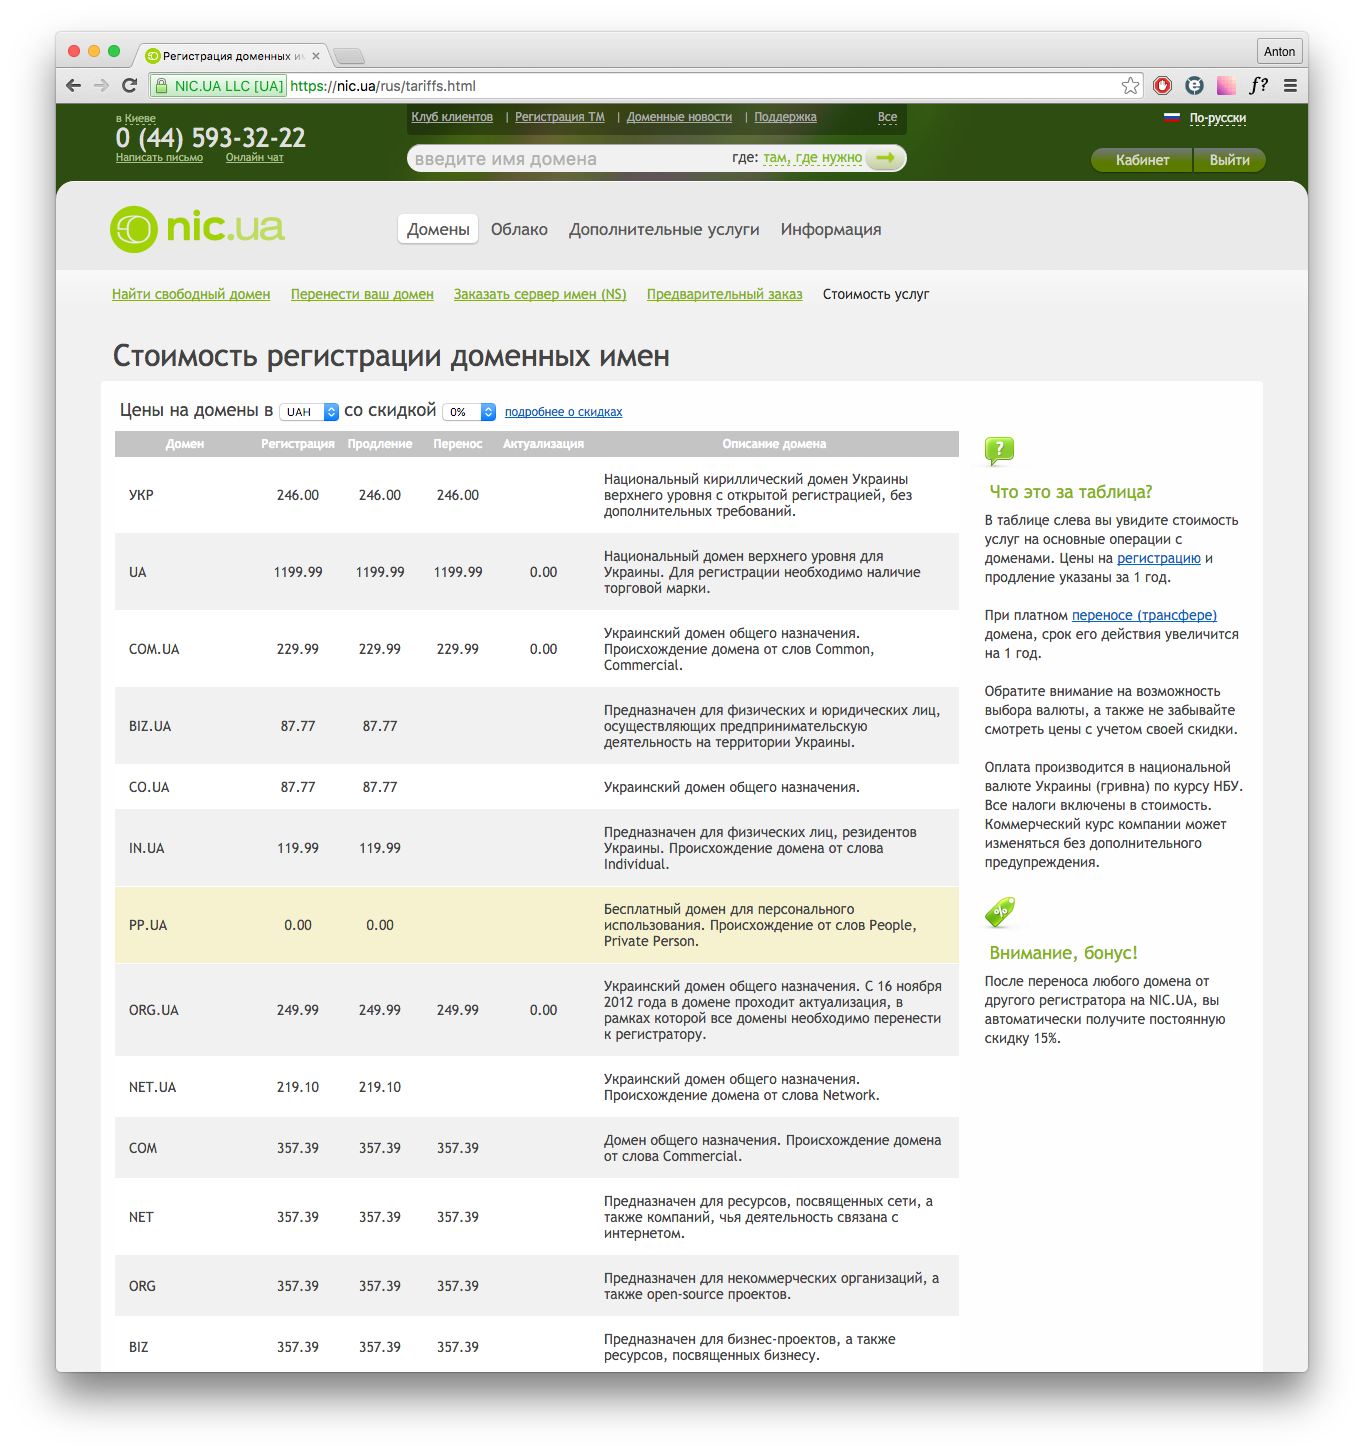 Регистрация доменных и
Anton
NIC.UA LLC [UA] https://nic.ua/rus/tariffs.html
f?
в Киеве
0 (44) 593-32-22
Написать письмо Онлайн чат
Клуб клиентов | Регистрация ТМ | Доменные новости | Поддержка Все
введите имя домена где: там, где нужно
По-русски
Кабинет Выйти
nic.ua
Домены Облако Дополнительные услуги Информация
Найти свободный домен Перенести ваш домен Заказать сервер имен (NS) Предварительный заказ Стоимость услуг
Стоимость регистрации доменных имен
Цены на домены в UAH со скидкой 0% подробнее о скидках
Домен Регистрация Продление Перенос Актуализация Описание домена
УКР 246.00 246.00 246.00
Национальный кириллический домен Украины
верхнего уровня с открытой регистрацией, без
дополнительных требований.
UA 1199.99 1199.99 1199.99 0.00
Национальный домен верхнего уровня для
Украины. Для регистрации необходимо наличие
торговой марки.
COM.UA 229.99 229.99 229.99 0.00
Украинский домен общего назначения.
Происхождение домена от слов Common,
Commercial.
BIZ.UA 87.77 87.77
Предназначен для физических и юридических лиц,
осуществляющих предпринимательскую
деятельность на территории Украины.
CO.UA 87.77 87.77 Украинский домен общего назначения.
IN.UA 119.99 119.99
Предназначен для физических лиц, резидентов
Украины. Происхождение домена от слова
Individual.
PP.UA 0.00 0.00
Бесплатный домен для персонального
использования. Происхождение от слов People,
Private Person.
ORG.UA 249.99 249.99 249.99 0.00
Украинский домен общего назначения. С 16 ноября
2012 года в домене проходит актуализация, в
рамках которой все домены необходимо перенести
к регистратору.
NET.UA 219.10 219.10
Украинский домен общего назначения.
Происхождение домена от слова Network.
COM 357.39 357.39 357.39
Домен общего назначения. Происхождение домена
от слова Commercial.
NET 357.39 357.39 357.39
Предназначен для ресурсов, посвященных сети, а
также компаний, чья деятельность связана с
интернетом.
ORG 357.39 357.39 357.39
Предназначен для некоммерческих организаций, а
также open-source проектов.
BIZ 357.39 357.39 357.39
Предназначен для бизнес-проектов, а также
ресурсов, посвященных бизнесу.
?
Что это за таблица?
В таблице слева вы увидите стоимость
услуг на основные операции с
доменами. Цены на регистрацию и
продление указаны за 1 год.
При платном переносе (трансфере)
домена, срок его действия увеличится
на 1 год.
Обратите внимание на возможность
выбора валюты, а также не забывайте
смотреть цены с учетом своей скидки.
Оплата производится в национальной
валюте Украины (гривна) по курсу НБУ.
Все налоги включены в стоимость.
Коммерческий курс компании может
изменяться без дополнительного
предупреждения.
%
Внимание, бонус!
После переноса любого домена от
другого регистратора на NIC.UA, вы
автоматически получите постоянную
скидку 15%.